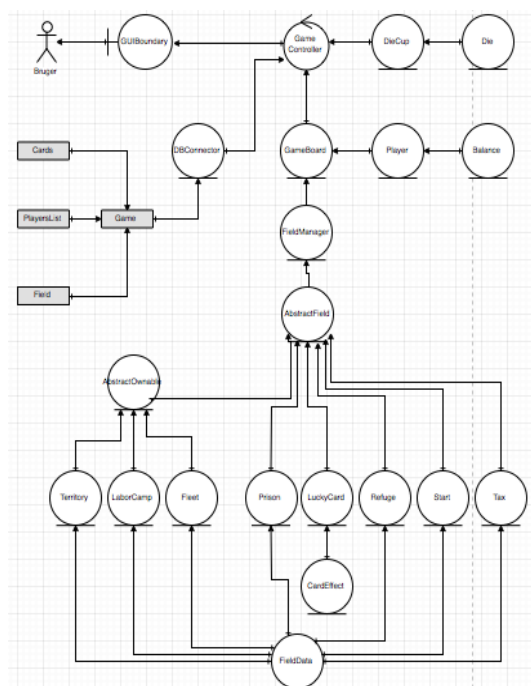 GUIBoundary
Game
Controller
DieCup
Die
Bruger
Cards
DBConnector
GameBoard
Player
Balance
PlayersList
Game
FieldManager
Field
AbstractField
AbstractOwnable
Territory
LaborCamp
Fleet
Prison
LuckyCard
Refuge
Start
Tax
CardEffect
FieldData